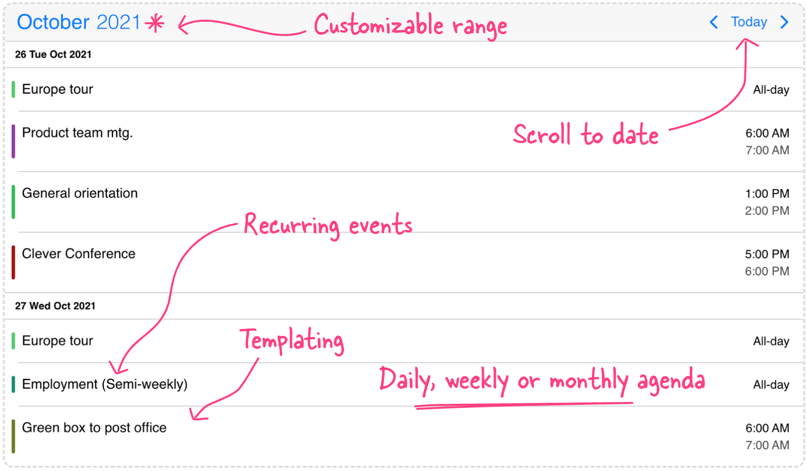 October 2021 Customizable range Today
26 Tue Oct 2021
Europe tour All-day
Product team mtg. 6:00 AM
7:00 AM
Scroll to date
General orientation 1:00 PM
2:00 PM
Recurring events
Clever Conference 5:00 PM
6:00 PM
27 Wed Oct 2021
Europe tour All-day
Templating
Employment (Semi-weekly) All-day
Daily, weekly or monthly agenda
Green box to post office 6:00 AM
7:00 AM